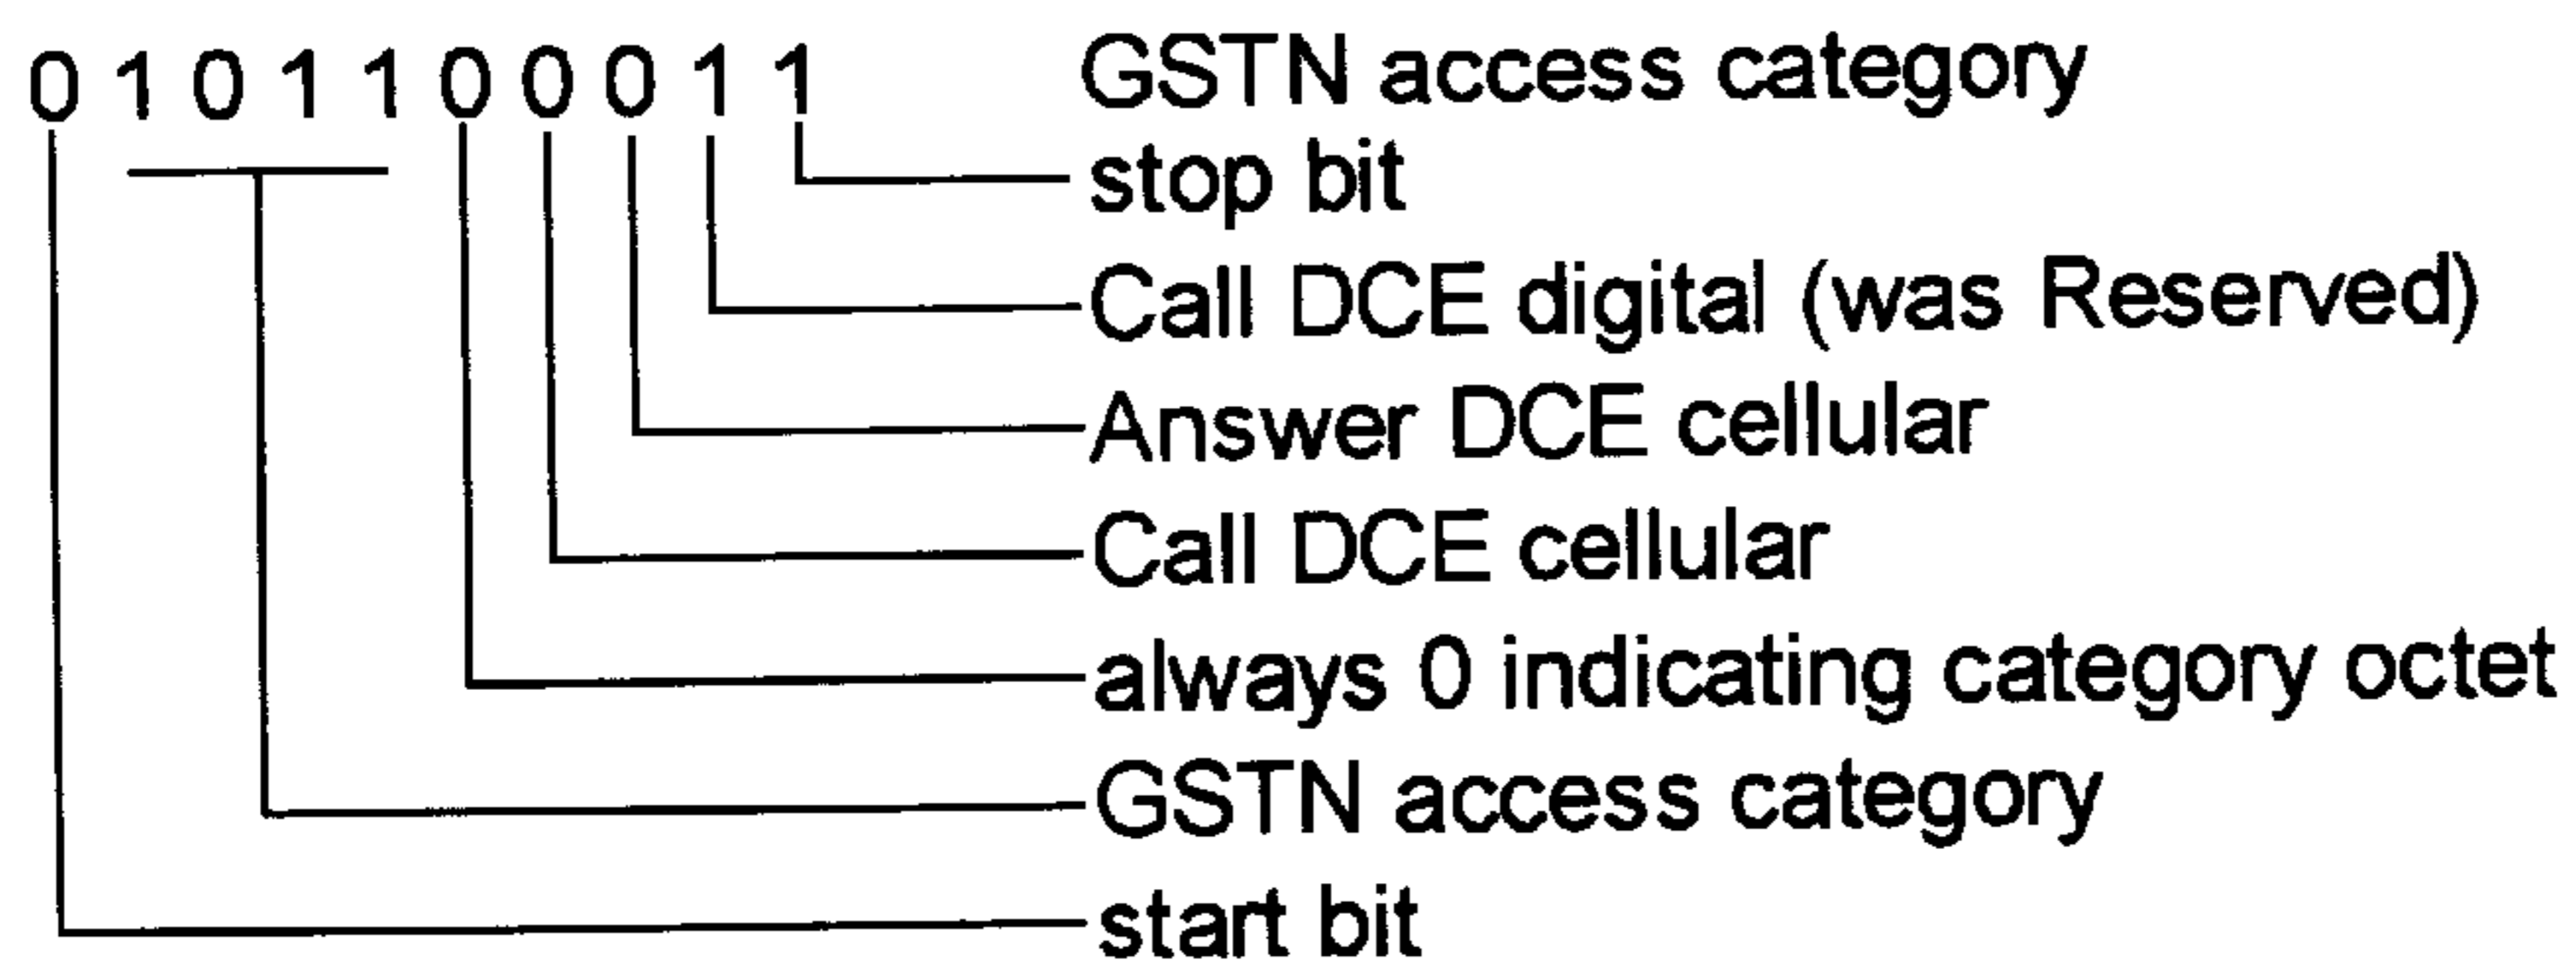 0 1 0 1 1 0 0 0 1 1 GSTN access category
stop bit
Call DCE digital (was Reserved)
Answer DCE cellular
Call DCE cellular
always 0 indicating category octet
GSTN access category
start bit